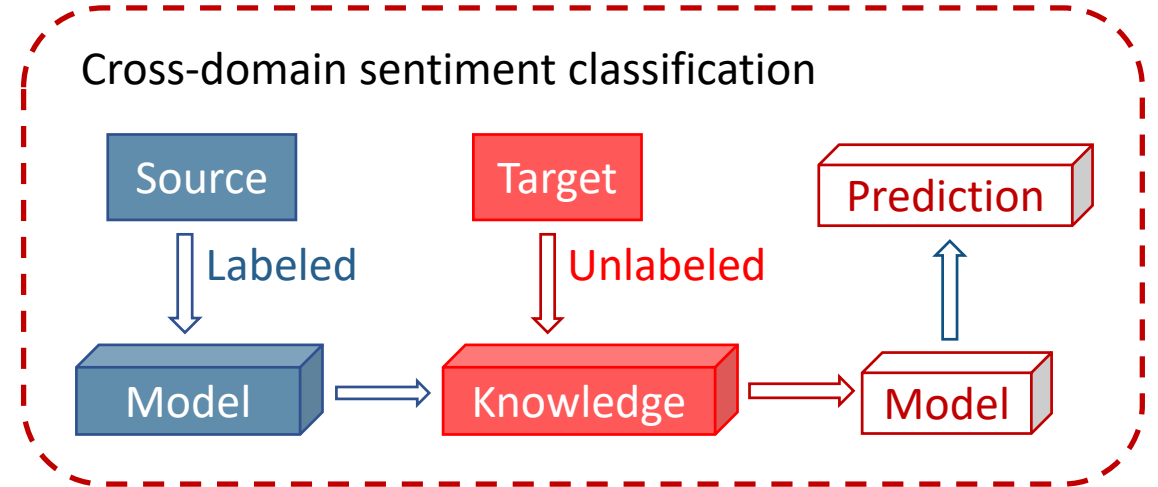 Cross-domain sentiment classification
Source
Target
Prediction
Labeled
Unlabeled
Model
Knowledge
Model